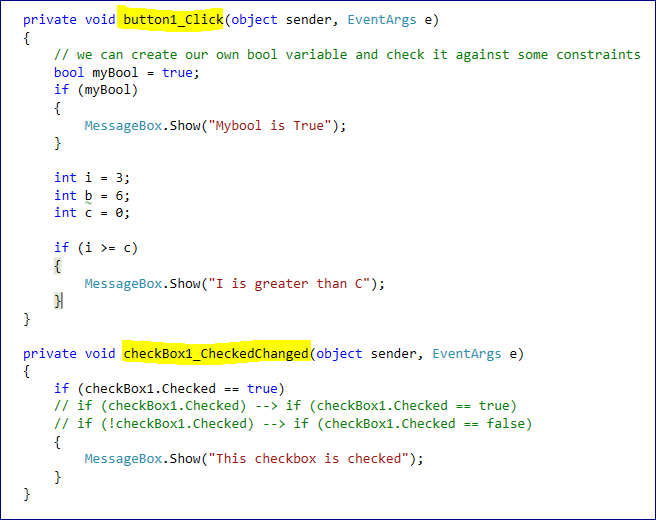 private void button1_Click(object sender, EventArgs e)
{
// we can create our own bool variable and check it against some constraints
bool myBool = true;
if (myBool)
{
MessageBox.Show("Mybool is True");
}
int i = 3;
int b = 6;
int c = 0;
if (i >= c)
{
MessageBox.Show("I is greater than C");
}
}
private void checkBox1_CheckedChanged(object sender, EventArgs e)
{
if (checkBox1.Checked == true)
// if (checkBox1.Checked) --> if (checkBox1.Checked == true)
// if (!checkBox1.Checked) --> if (checkBox1.Checked == false)
{
MessageBox.Show("This checkbox is checked");
}
}